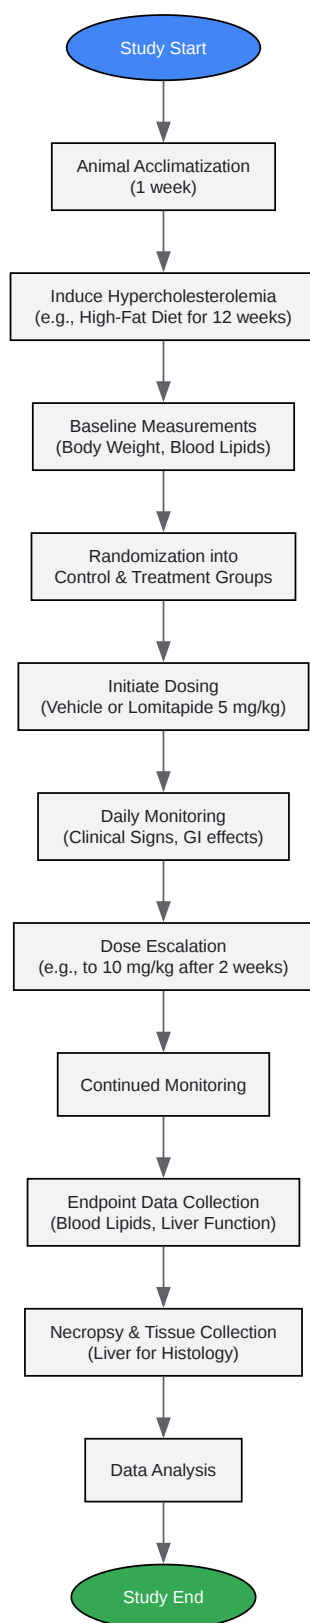 Study Start
Animal Acclimatization
(1 week)
Induce Hypercholesterolemia
(e.g., High-Fat Diet for 12 weeks)
Baseline Measurements
(Body Weight, Blood Lipids)
Randomization into
Control & Treatment Groups
Initiate Dosing
(Vehicle or Lomitapide 5 mg/kg)
Daily Monitoring
(Clinical Signs, GI effects)
Dose Escalation
(e.g., to 10 mg/kg after 2 weeks)
Continued Monitoring
Endpoint Data Collection
(Blood Lipids, Liver Function)
Necropsy & Tissue Collection
(Liver for Histology)
Data Analysis
Study End